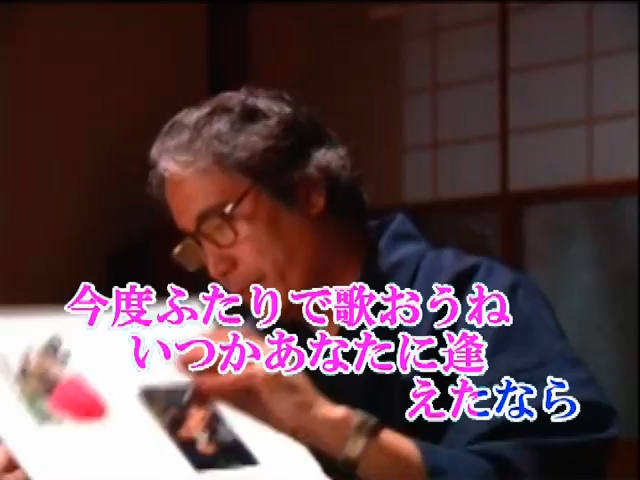 今度ふたりで歌おうね
いつかあなたに逢
えたなら